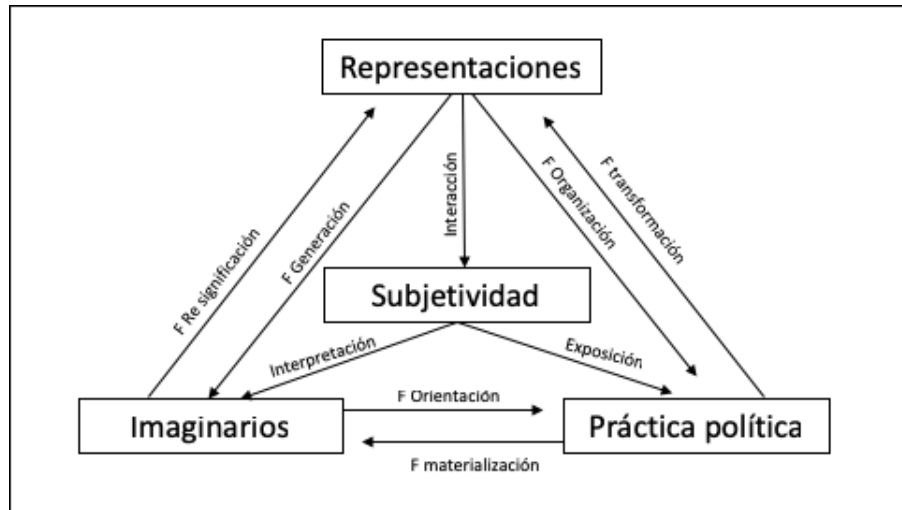 Representaciones
F Re significación
F Generación
Interacción
F Organización
F transformación
Subjetividad
Interpretación
Exposición
Imaginarios
F Orientación
Práctica política
F materialización